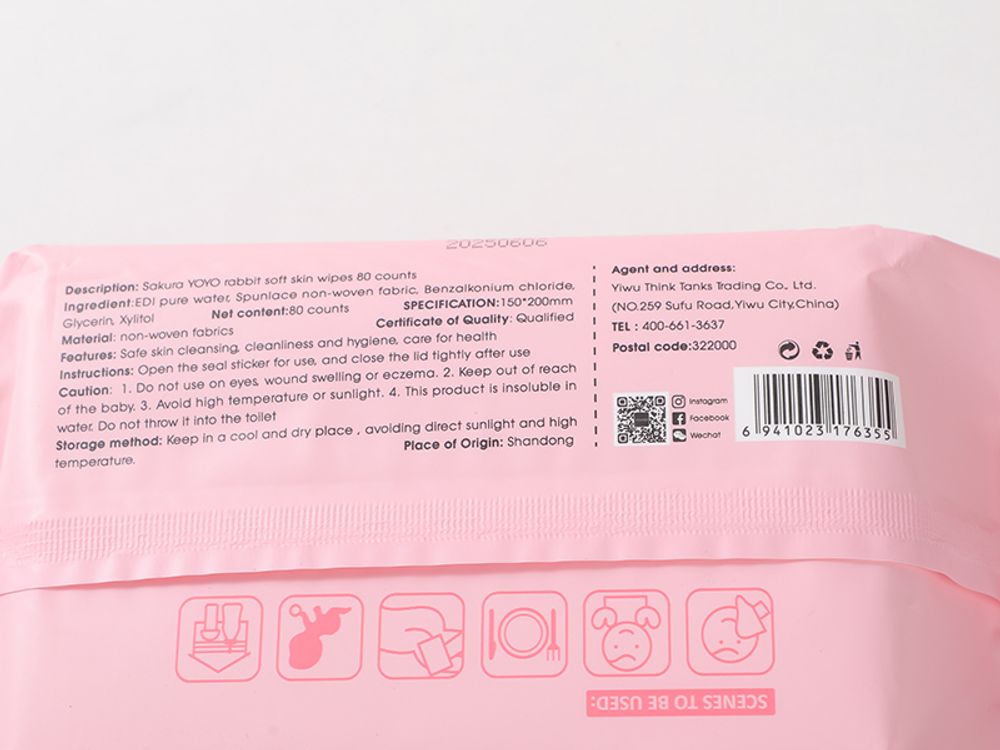 20250606
Description: Sakura YOYO rabbit soft skin wipes 80 counts
Ingredient:EDI pure water, Spunlace non-woven fabric, Benzalkonium chloride,
Glycerin, Xylitol Net content:80 counts SPECIFICATION:150*200mm
Material: non-woven fabrics Certificate of Quality: Qualified
Features: Safe skin cleansing, cleanliness and hygiene, care for health
Instructions: Open the seal sticker for use, and close the lid tightly after use
Caution: 1. Do not use on eyes, wound swelling or eczema. 2. Keep out of reach
of the baby. 3. Avoid high temperature or sunlight. 4. This product is insoluble in
water. Do not throw it into the toilet
Storage method: Keep in a cool and dry place , avoiding direct sunlight and high
temperature. Place of Origin: Shandong
Agent and address:
Yiwu Think Tanks Trading Co., Ltd.
(NO.259 Sufu Road,Yiwu City,China)
TEL : 400-661-3637
Postal code:322000
Instagram
Facebook
Wechat
6 941023 176355
SCENES TO BE USED: